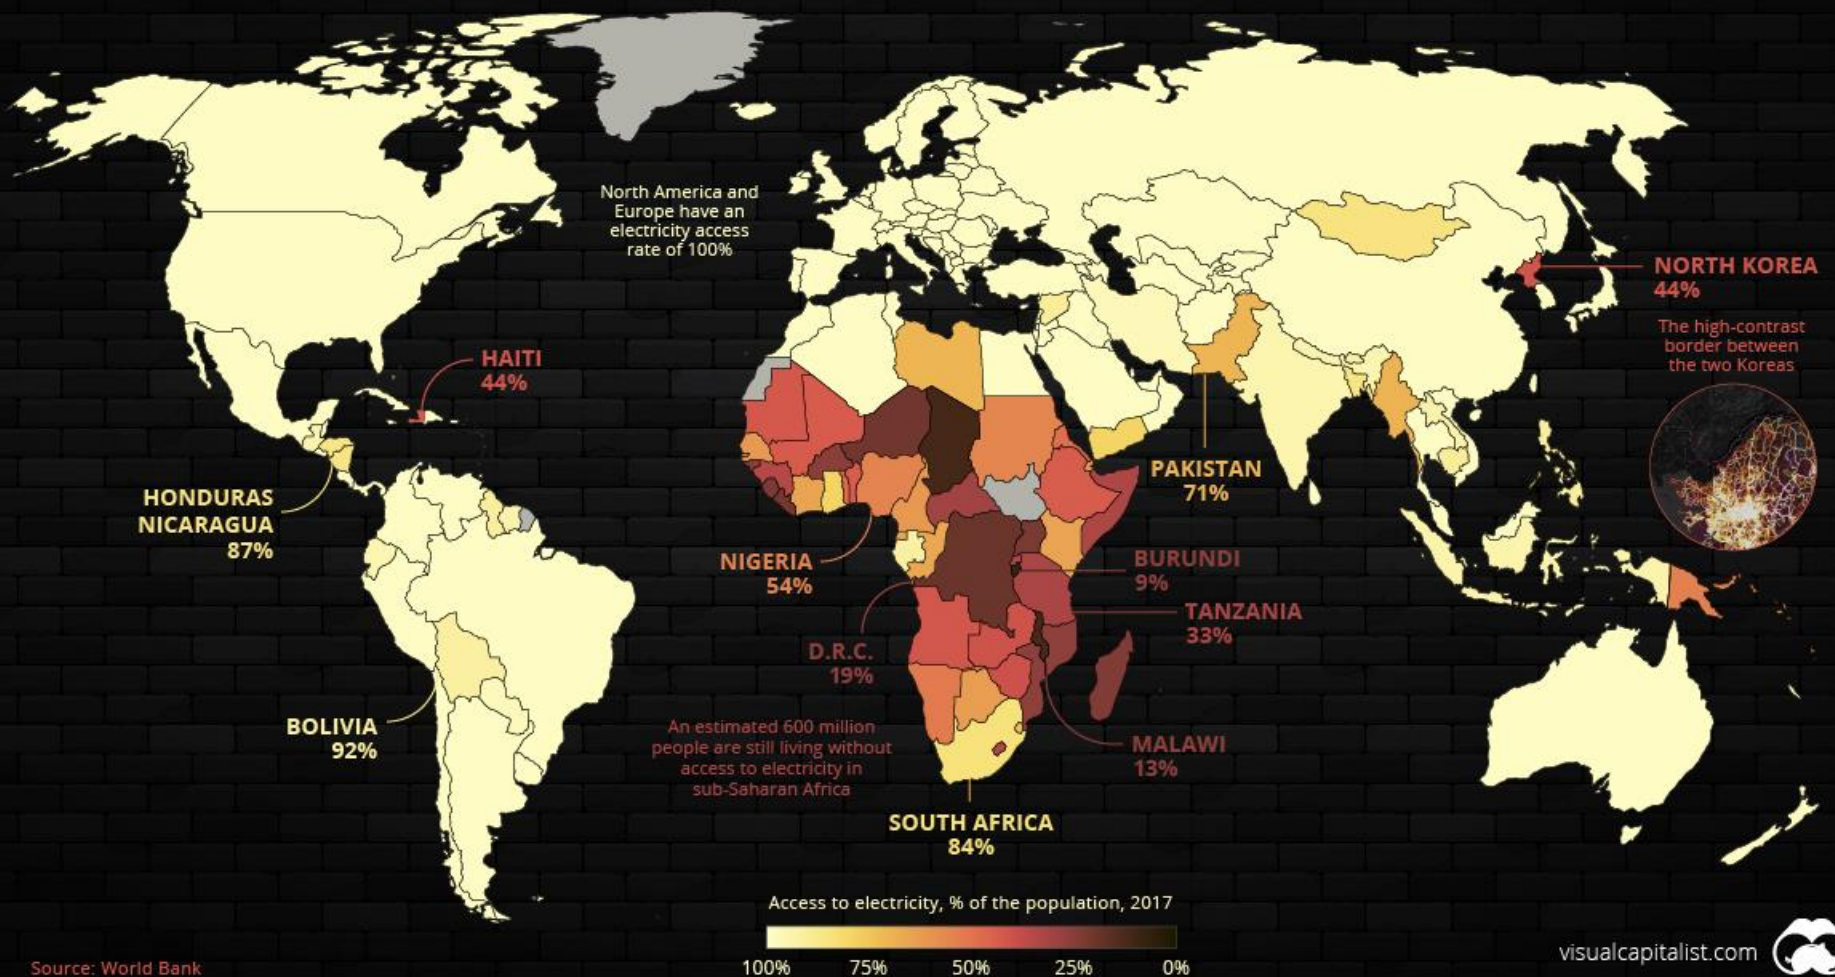 North America and
Europe have an
electricity access
rate of 100%
NORTH KOREA
44%
The high-contrast
border between
the two Koreas
HAITI
44%
HONDURAS
NICARAGUA
87%
PAKISTAN
71%
NIGERIA
54%
BURUNDI
9%
TANZANIA
33%
D.R.C.
19%
BOLIVIA
92%
An estimated 600 million
people are still living without
access to electricity in
sub-Saharan Africa
MALAWI
13%
SOUTH AFRICA
84%
Access to electricity, % of the population, 2017
100% 75% 50% 25% 0%
Source: World Bank
visualcapitalist.com